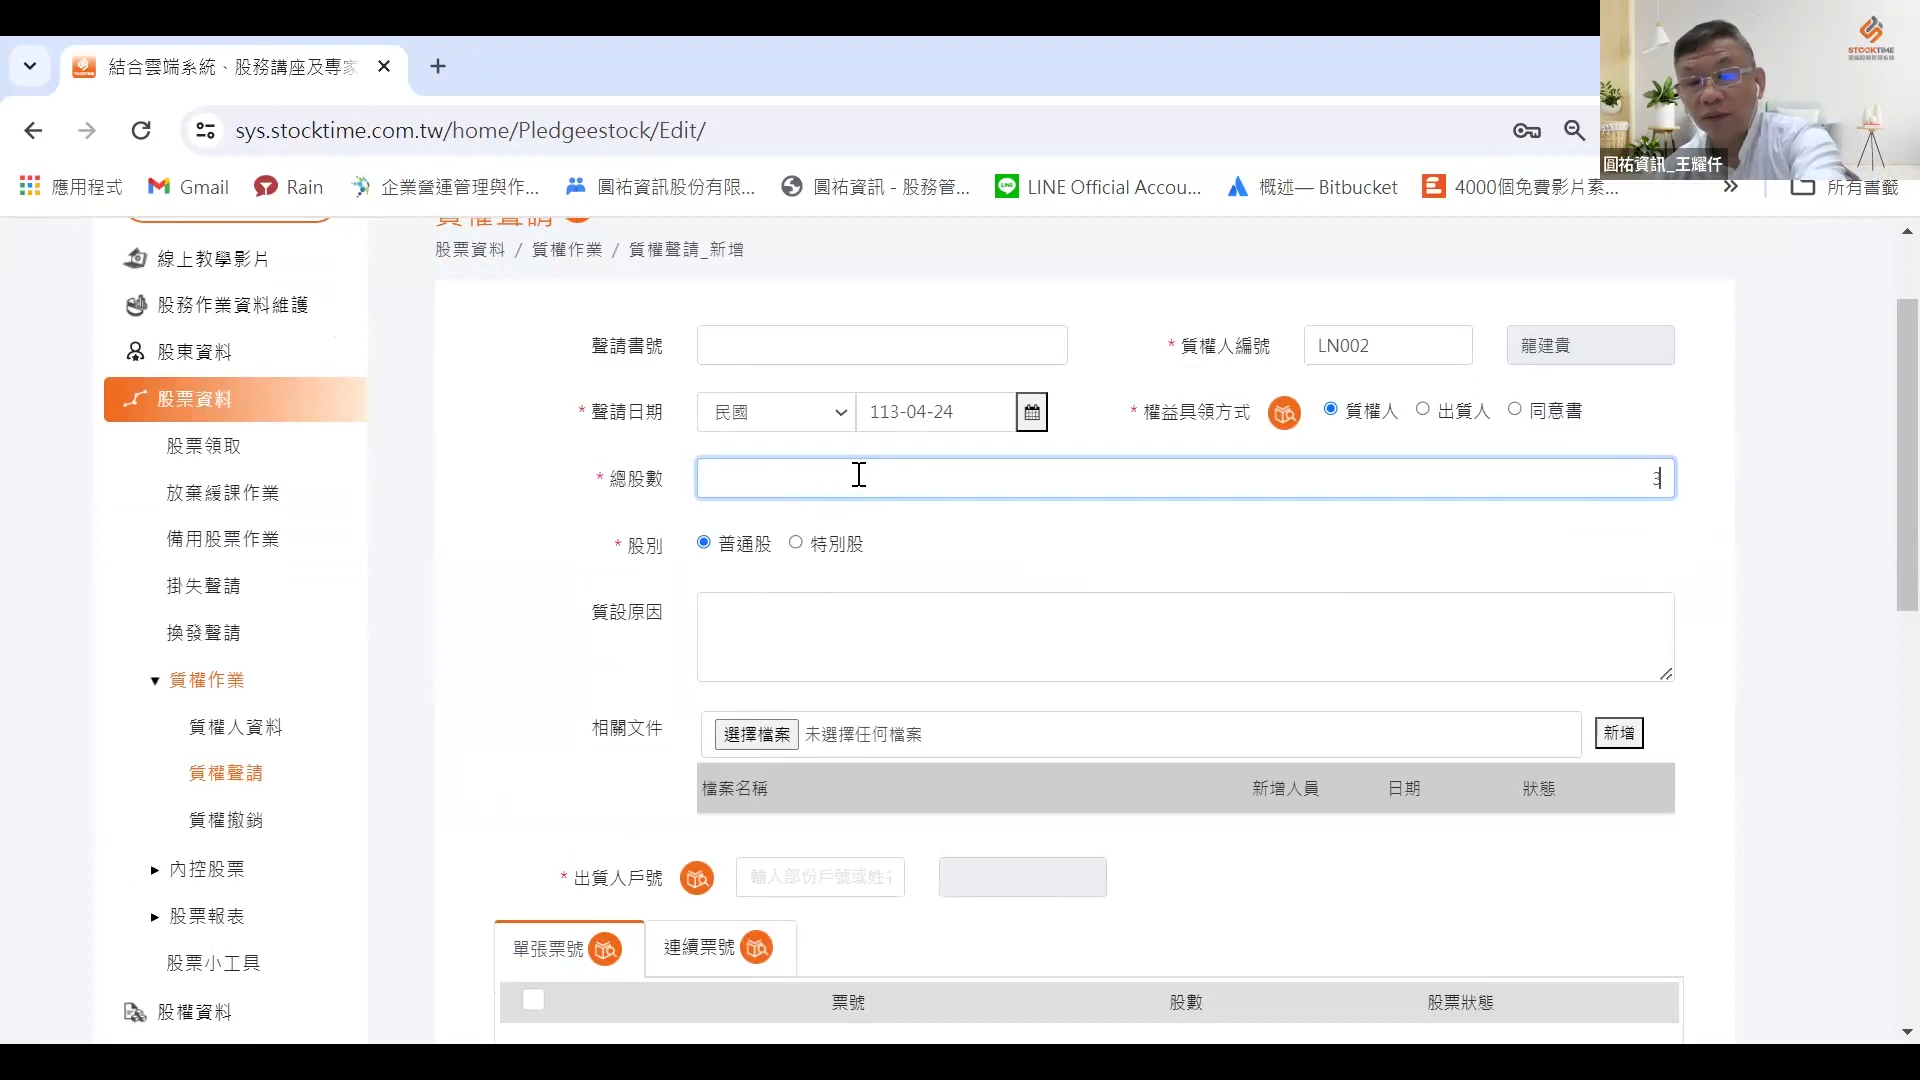 結合雲端系統、股務講座及專家
sys.stocktime.com.tw/home/Pledgeestock/Edit/
STOCKTIME
圓祐資訊_王耀仟
應用程式
Gmail
Rain
企業營運管理與作...
圓祐資訊股份有限...
圓祐資訊 - 股務管...
LINE Official Accou...
概述— Bitbucket
4000個免費影片素...
所有書籤
線上教學影片
股務作業資料維護
股東資料
股票資料
股票領取
放棄緩課作業
備用股票作業
掛失聲請
換發聲請
質權作業
質權人資料
質權聲請
質權撤銷
內控股票
股票報表
股票小工具
股權資料
質權聲請
股票資料 / 質權作業 / 質權聲請_新增
聲請書號
* 質權人編號 LN002 龍建貴
* 聲請日期 民國 113-04-24
* 權益具領方式 質權人 出質人 同意書
* 總股數 3
* 股別 普通股 特別股
質設原因
相關文件 選擇檔案 未選擇任何檔案 新增
檔案名稱 新增人員 日期 狀態
* 出質人戶號 輸入部份戶號或姓
單張票號 連續票號
票號 股數 股票狀態